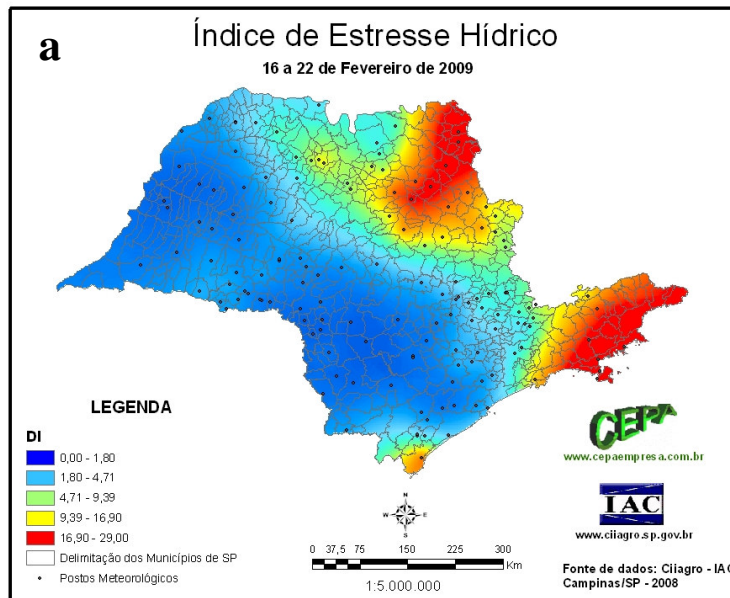 a
Índice de Estresse Hídrico
16 a 22 de Fevereiro de 2009
LEGENDA
DI
0,00 - 1,80
1,80 - 4,71
4,71 - 9,39
9,39 - 16,90
16,90 - 29,00
Delimitação dos Municípios de SP
Postos Meteorológicos
N
W E
S
0 37,5 75 150 225 300
Km
1:5.000.000
CEPA
www.cepaempresa.com.br
IAC
www.ciiagro.sp.gov.br
Fonte de dados: Ciiagro - IAC
Campinas/SP - 2008